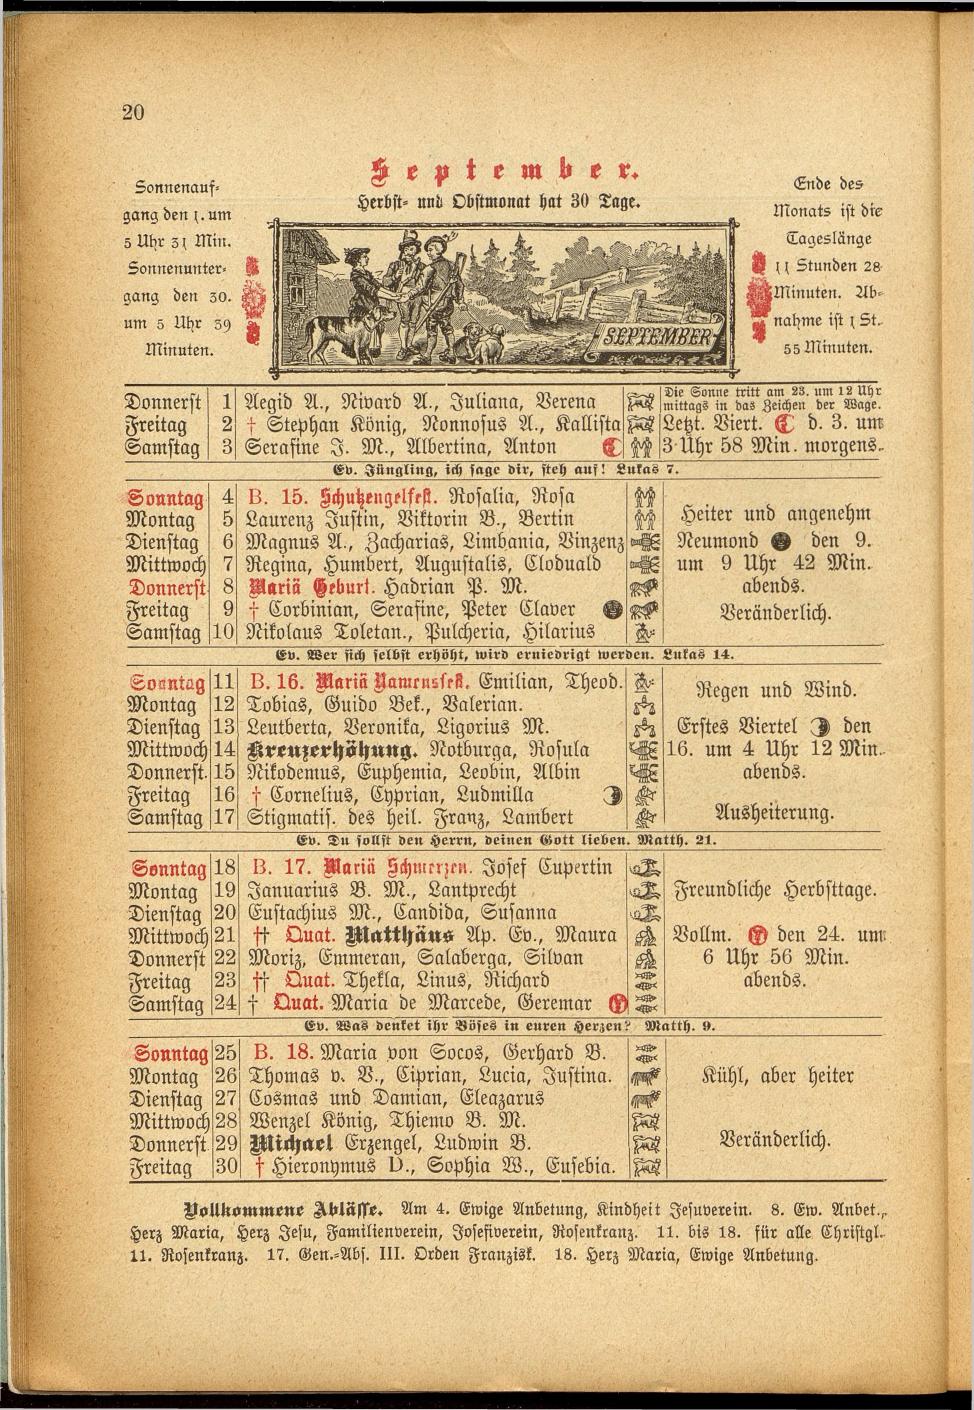 20
September.
Herbst- und Obstmonat hat 30 Tage.
Sonnenauf-
gang den 1. um
5 Uhr 31 Min.
Sonnenunter-
gang den 30.
um 5 Uhr 39
Minuten.
SEPTEMBER
Ende des
Monats ist die
Tageslänge
11 Stunden 28
Minuten. Ab-
nahme ist 1 St.
55 Minuten.
Donnerst 1 Aegid A., Nivard A., Juliana, Verena
Freitag 2 † Stephan König, Nonnosus A., Kallista
Samstag 3 Serafine J. M., Albertina, Anton
Die Sonne tritt am 23. um 12 Uhr
mittags in das Zeichen der Wage.
Letzt. Viert. d. 3. um
3 Uhr 58 Min. morgens.
Ev. Jüngling, ich sage dir, steh auf! Lukas 7.
Sonntag 4 B. 15. Schutzengelfest. Rosalia, Rosa
Montag 5 Laurenz Justin, Viktorin B., Bertin
Dienstag 6 Magnus A., Zacharias, Limbania, Vinzenz
Mittwoch 7 Regina, Humbert, Augustalis, Cloduald
Donnerst. 8 Mariä Geburt. Hadrian P. M.
Freitag 9 † Corbinian, Serafine, Peter Claver
Samstag 10 Nikolaus Toletan., Pulcheria, Hilarius
Heiter und angenehm
Neumond den 9.
um 9 Uhr 42 Min.
abends.
Veränderlich.
Ev. Wer sich selbst erhöht, wird erniedrigt werden. Lukas 14.
Sonntag 11 B. 16. Mariä Namensfest. Emilian, Theod.
Montag 12 Tobias, Guido Bek., Valerian.
Dienstag 13 Leutberta, Veronika, Ligorius M.
Mittwoch 14 Kreuzerhöhung. Notburga, Rosula
Donnerst. 15 Nikodemus, Euphemia, Leobin, Albin
Freitag 16 † Cornelius, Cyprian, Ludmilla
Samstag 17 Stigmatis. des heil. Franz, Lambert
Regen und Wind.
Erstes Viertel den
16. um 4 Uhr 12 Min.
abends.
Ausheiterung.
Ev. Du sollst den Herrn, deinen Gott lieben. Matth. 21.
Sonntag 18 B. 17. Mariä Schmerzen. Josef Cupertin
Montag 19 Januarius B. M., Lantprecht
Dienstag 20 Eustachius M., Candida, Susanna
Mittwoch 21 †† Quat. Matthäus Ap. Ev., Maura
Donnerst 22 Moriz, Emmeran, Salaberga, Silvan
Freitag 23 †† Quat. Thekla, Linus, Richard
Samstag 24 † Quat. Maria de Marcede, Geremar
Freundliche Herbsttage.
Vollm. den 24. um
6 Uhr 56 Min.
abends.
Ev. Was denket ihr Böses in euren Herzen? Matth. 9.
Sonntag 25 B. 18. Maria von Socos, Gerhard B.
Montag 26 Thomas v. V., Ciprian, Lucia, Justina.
Dienstag 27 Cosmas und Damian, Eleazarus
Mittwoch 28 Wenzel König, Thiemo B. M.
Donnerst 29 Michael Erzengel, Ludwin B.
Freitag 30 † Hieronymus D., Sophia W., Eusebia.
Kühl, aber heiter
Veränderlich.
Vollkommene Ablässe. Am 4. Ewige Anbetung, Kindheit Jesuverein. 8. Ew. Anbet.,
Herz Maria, Herz Jesu, Familienverein, Josefiverein, Rosenkranz. 11. bis 18. für alle Christgl.
11. Rosenkranz. 17. Gen.-Abs. III. Orden Franzisk. 18. Herz Maria, Ewige Anbetung.